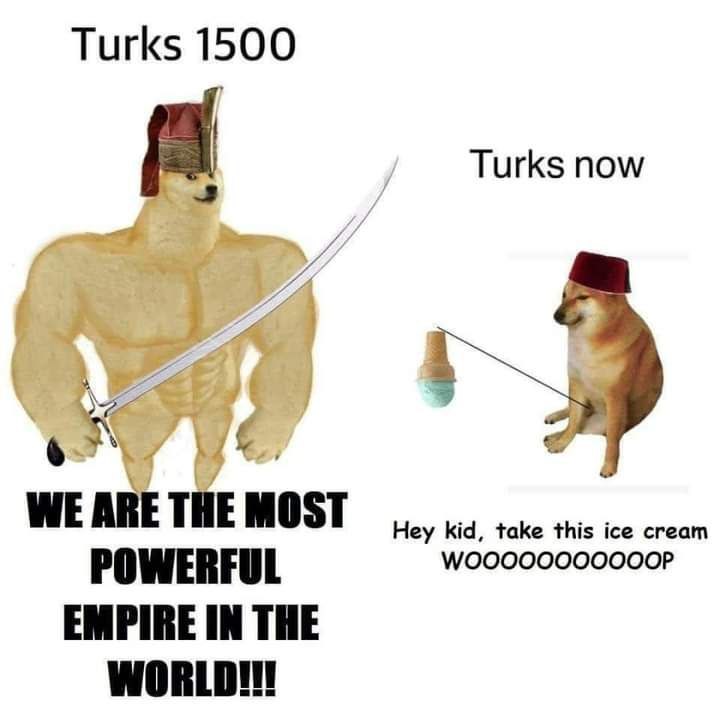 Turks 1500
WE ARE THE MOST
POWERFUL
EMPIRE IN THE
WORLD!!!
Turks now
Hey kid, take this ice cream
WOOOOOOOOOOOP